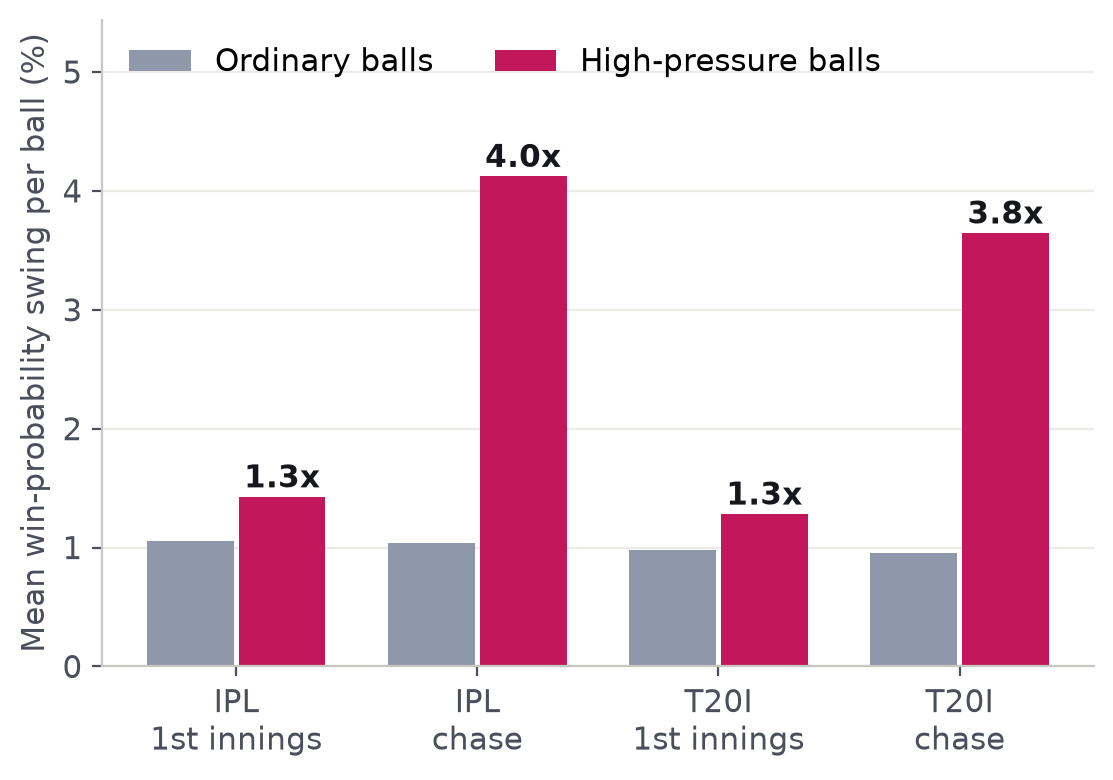 Mean win-probability swing per ball (%)
Ordinary balls
High-pressure balls
5
4
3
2
1
0
1.3x
4.0x
1.3x
3.8x
IPL
1st innings
IPL
chase
T20I
1st innings
T20I
chase